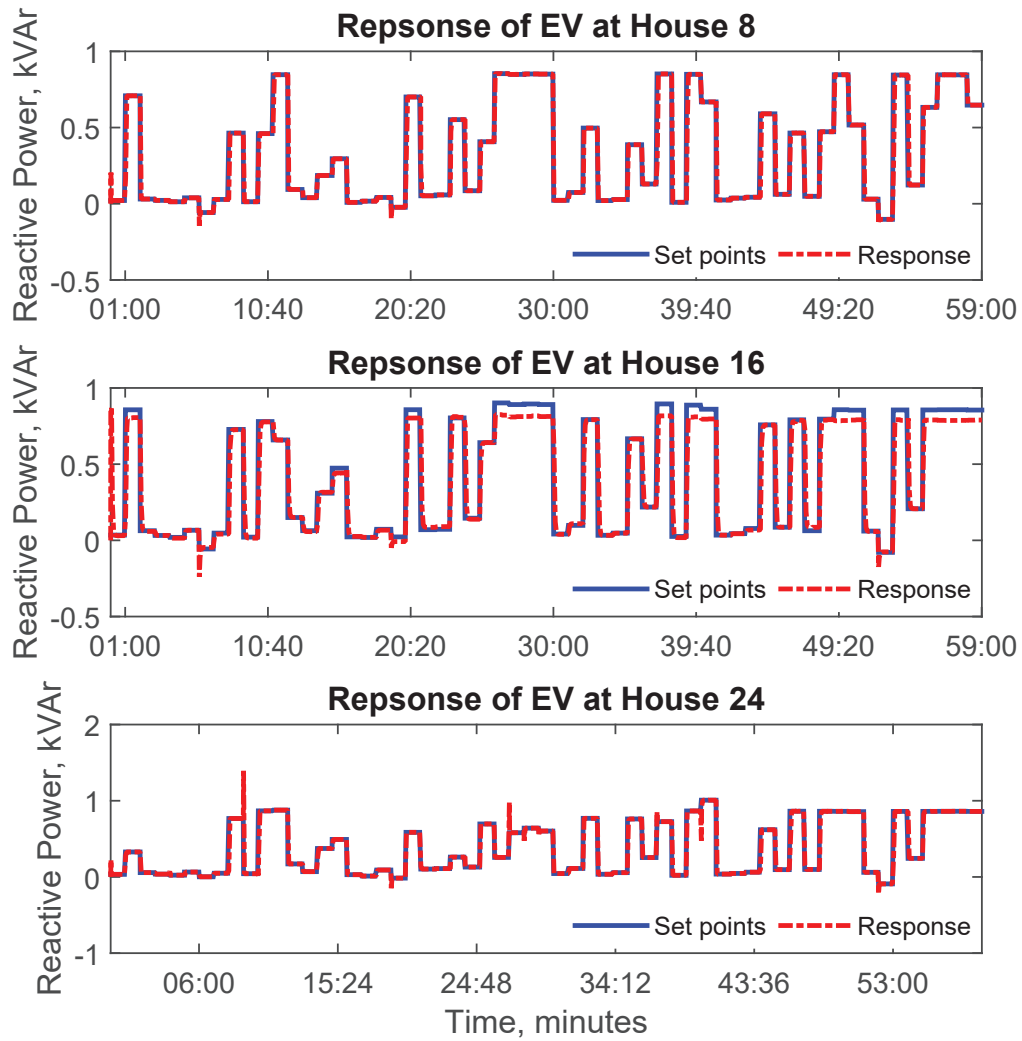 Repsonse of EV at House 8
Reactive Power, kVAr
1
0.5
0
-0.5
Set points Response
01:00 10:40 20:20 30:00 39:40 49:20 59:00
Repsonse of EV at House 16
Reactive Power, kVAr
1
0.5
0
-0.5
Set points Response
01:00 10:40 20:20 30:00 39:40 49:20 59:00
Repsonse of EV at House 24
Reactive Power, kVAr
2
1
0
-1
Set points Response
06:00 15:24 24:48 34:12 43:36 53:00
Time, minutes